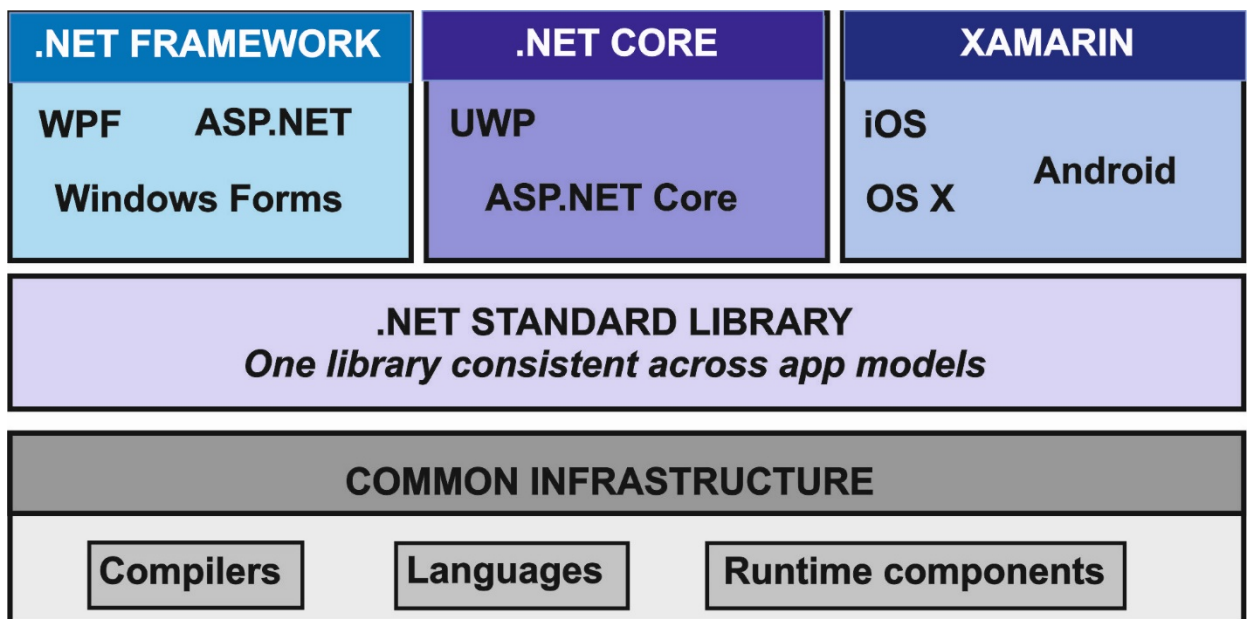 .NET FRAMEWORK
WPF ASP.NET
Windows Forms
.NET CORE
UWP
ASP.NET Core
XAMARIN
iOS
Android
OS X
.NET STANDARD LIBRARY
One library consistent across app models
COMMON INFRASTRUCTURE
Compilers
Languages
Runtime components